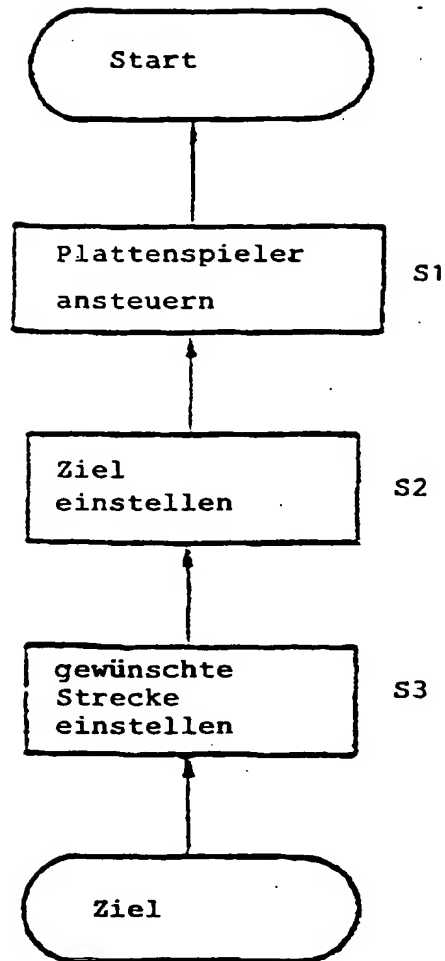 Start
Plattenspieler
ansteuern
S1
Ziel
einstellen
S2
gewünschte
Strecke
einstellen
S3
Ziel